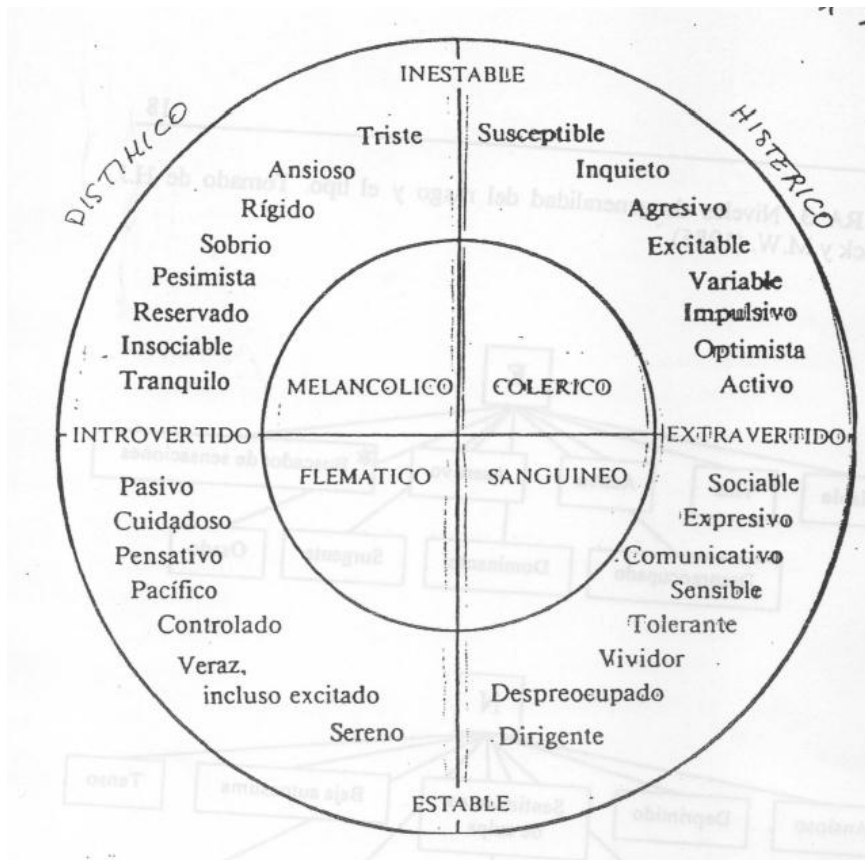 INESTABLE
DISTIMICO
HISTERICO
Triste
Susceptible
Ansioso
Inquieto
Rígido
Agresivo
Sobrio
Excitable
Pesimista
Variable
Reservado
Impulsivo
Insociable
Optimista
Tranquilo
Activo
MELANCOLICO
COLERICO
INTROVERTIDO
EXTRAVERTIDO
FLEMATICO
SANGUINEO
Pasivo
Sociable
Cuidadoso
Expresivo
Pensativo
Comunicativo
Pacífico
Sensible
Controlado
Tolerante
Veraz,
incluso excitado
Vividor
Despreocupado
Sereno
Dirigente
ESTABLE